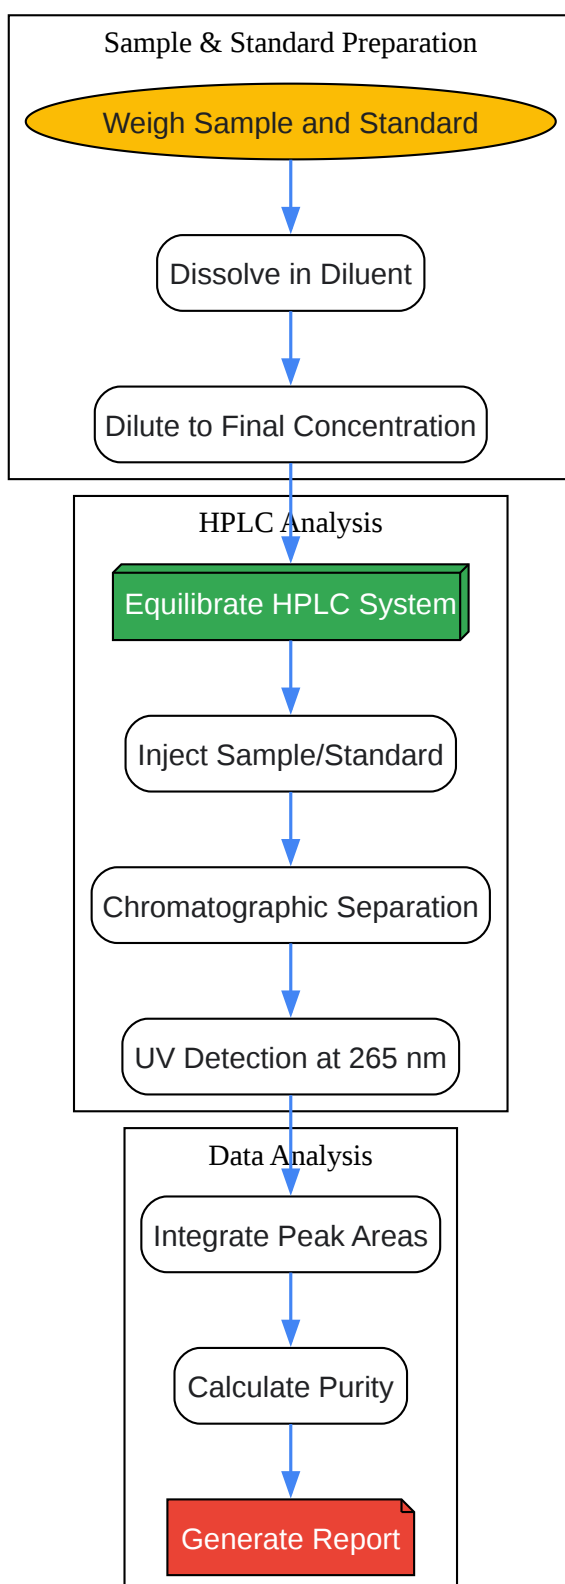 Sample & Standard Preparation
Weigh Sample and Standard
Dissolve in Diluent
Dilute to Final Concentration
HPLC Analysis
Equilibrate HPLC System
Inject Sample/Standard
Chromatographic Separation
UV Detection at 265 nm
Data Analysis
Integrate Peak Areas
Calculate Purity
Generate Report